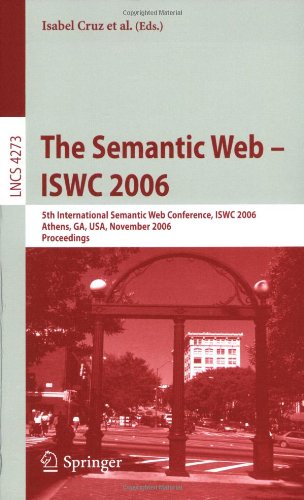 Isabel Cruz et al. (Eds.)
LNCS 4273
The Semantic Web –
ISWC 2006
5th International Semantic Web Conference, ISWC 2006
Athens, GA, USA, November 2006
Proceedings
Springer